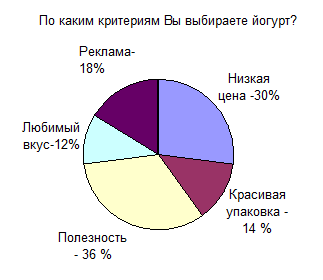 По каким критериям Вы выбираете йогурт?
Реклама-
18%
Низкая
цена -30%
Любимый
вкус-12%
Красивая
упаковка -
14 %
Полезность
- 36 %